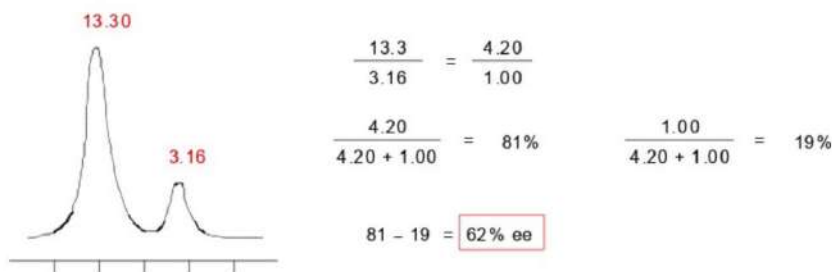 13.30
3.16
13.3 / 3.16 = 4.20 / 1.00
4.20 / (4.20 + 1.00) = 81%
1.00 / (4.20 + 1.00) = 19%
81 – 19 = 62% ee